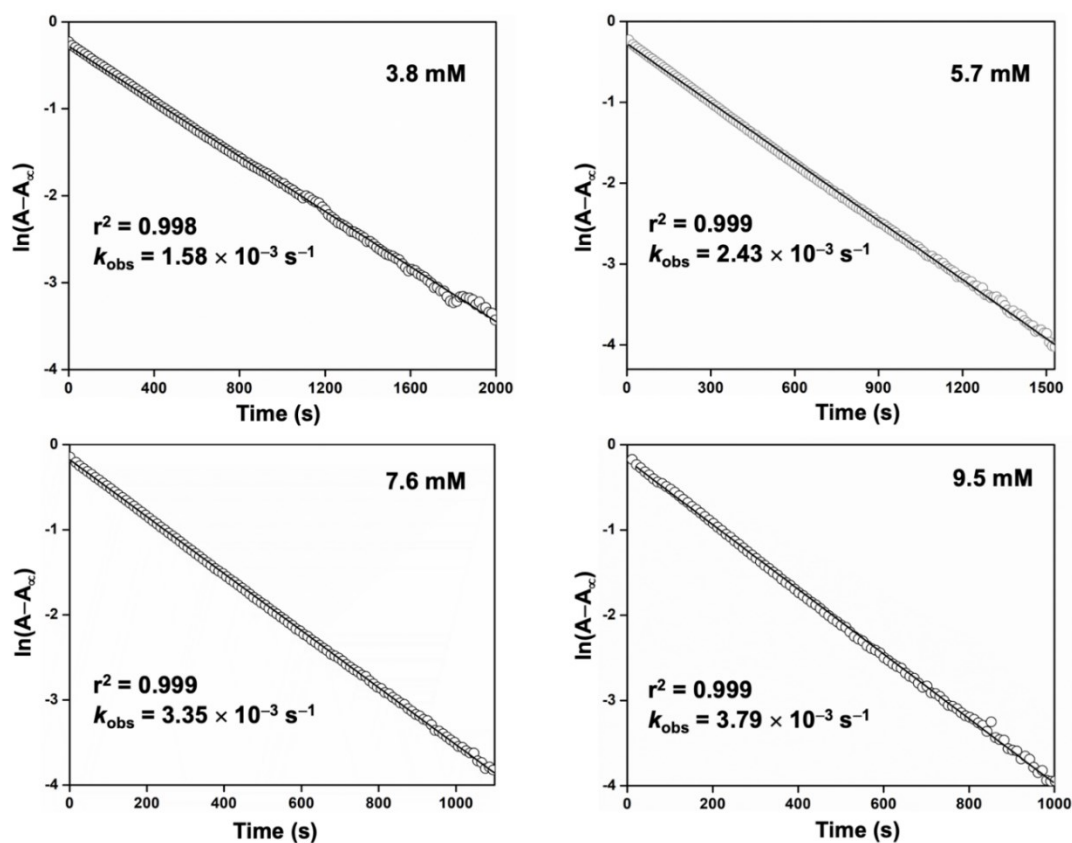 0
-1
-2
-3
-4
ln(A−A∝)
3.8 mM
r² = 0.998
kobs = 1.58 × 10⁻³ s⁻¹
0 400 800 1200 1600 2000
Time (s)
0
-1
-2
-3
-4
ln(A−A∝)
5.7 mM
r² = 0.999
kobs = 2.43 × 10⁻³ s⁻¹
0 300 600 900 1200 1500
Time (s)
0
-1
-2
-3
-4
ln(A−A∝)
7.6 mM
r² = 0.999
kobs = 3.35 × 10⁻³ s⁻¹
0 200 400 600 800 1000
Time (s)
0
-1
-2
-3
-4
ln(A−A∝)
9.5 mM
r² = 0.999
kobs = 3.79 × 10⁻³ s⁻¹
0 200 400 600 800 1000
Time (s)